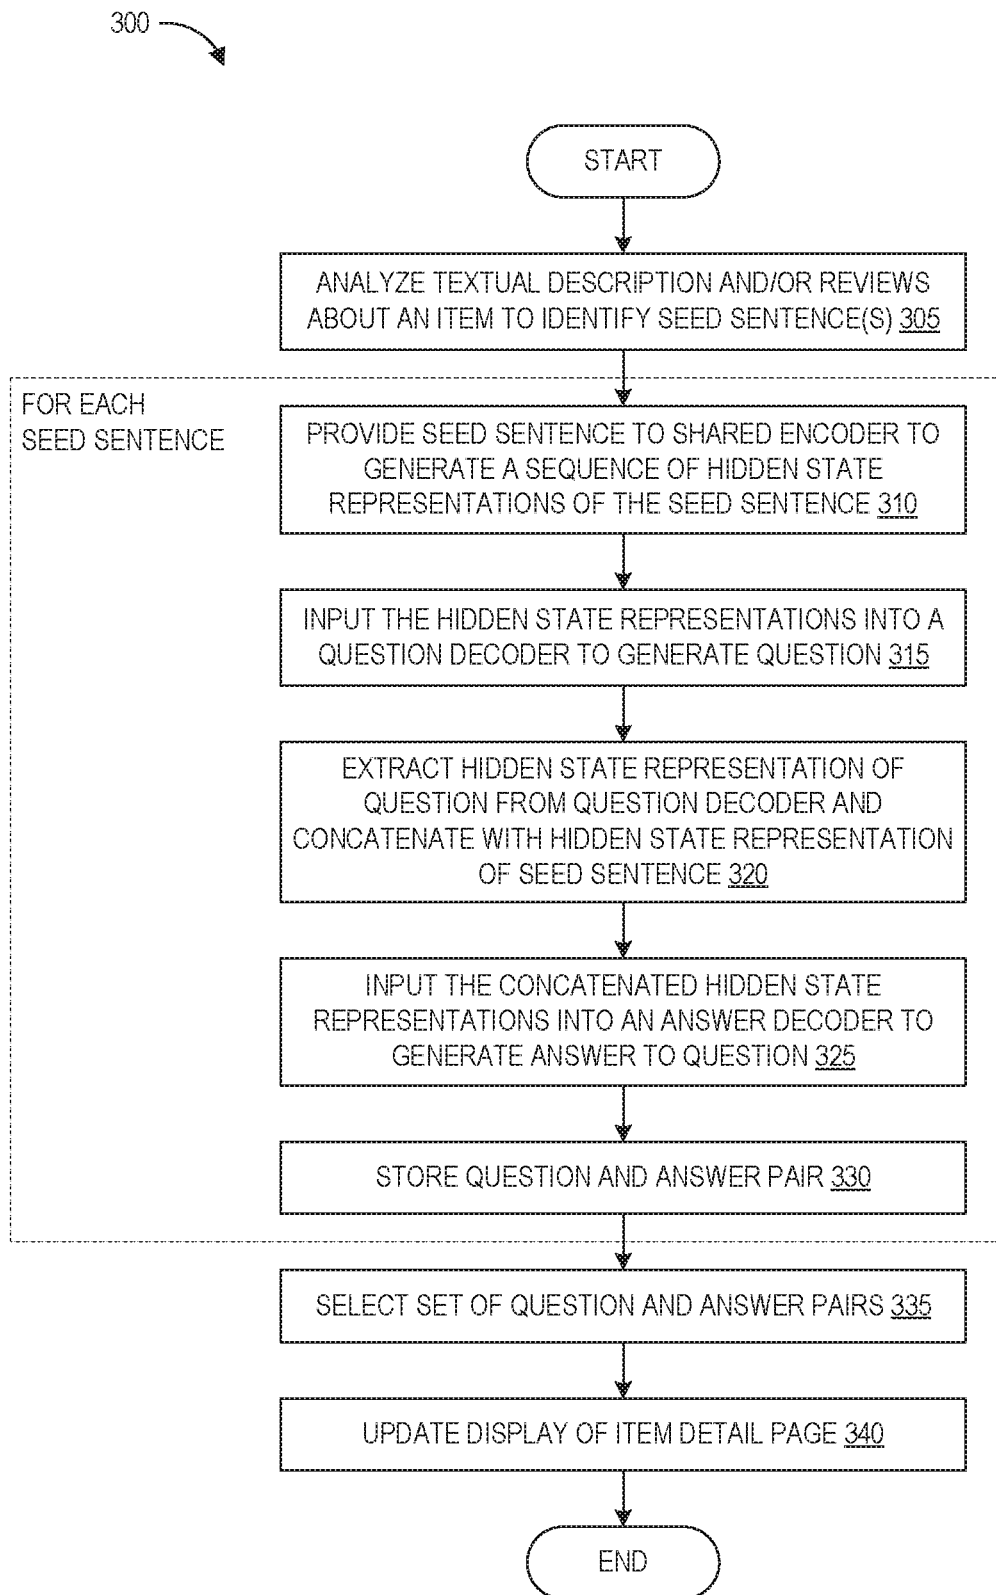 300
START
ANALYZE TEXTUAL DESCRIPTION AND/OR REVIEWS
ABOUT AN ITEM TO IDENTIFY SEED SENTENCE(S) 305
FOR EACH
SEED SENTENCE
PROVIDE SEED SENTENCE TO SHARED ENCODER TO
GENERATE A SEQUENCE OF HIDDEN STATE
REPRESENTATIONS OF THE SEED SENTENCE 310
INPUT THE HIDDEN STATE REPRESENTATIONS INTO A
QUESTION DECODER TO GENERATE QUESTION 315
EXTRACT HIDDEN STATE REPRESENTATION OF
QUESTION FROM QUESTION DECODER AND
CONCATENATE WITH HIDDEN STATE REPRESENTATION
OF SEED SENTENCE 320
INPUT THE CONCATENATED HIDDEN STATE
REPRESENTATIONS INTO AN ANSWER DECODER TO
GENERATE ANSWER TO QUESTION 325
STORE QUESTION AND ANSWER PAIR 330
SELECT SET OF QUESTION AND ANSWER PAIRS 335
UPDATE DISPLAY OF ITEM DETAIL PAGE 340
END